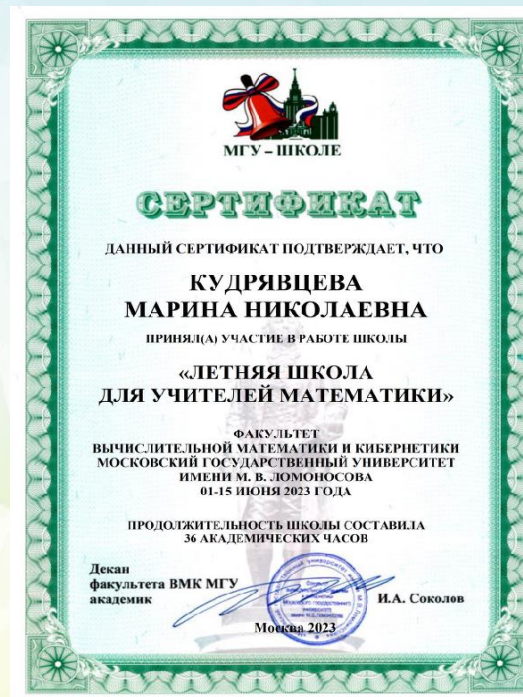 МГУ – ШКОЛЕ
СЕРТИФИКАТ
ДАННЫЙ СЕРТИФИКАТ ПОДТВЕРЖДАЕТ, ЧТО
КУДРЯВЦЕВА
МАРИНА НИКОЛАЕВНА
ПРИНЯЛ(А) УЧАСТИЕ В РАБОТЕ ШКОЛЫ
«ЛЕТНЯЯ ШКОЛА
ДЛЯ УЧИТЕЛЕЙ МАТЕМАТИКИ»
ФАКУЛЬТЕТ
ВЫЧИСЛИТЕЛЬНОЙ МАТЕМАТИКИ И КИБЕРНЕТИКИ
МОСКОВСКИЙ ГОСУДАРСТВЕННЫЙ УНИВЕРСИТЕТ
ИМЕНИ М. В. ЛОМОНОСОВА
01-15 ИЮНЯ 2023 ГОДА
ПРОДОЛЖИТЕЛЬНОСТЬ ШКОЛЫ СОСТАВИЛА
36 АКАДЕМИЧЕСКИХ ЧАСОВ
Декан
факультета ВМК МГУ
академик И.А. Соколов
Москва 2023